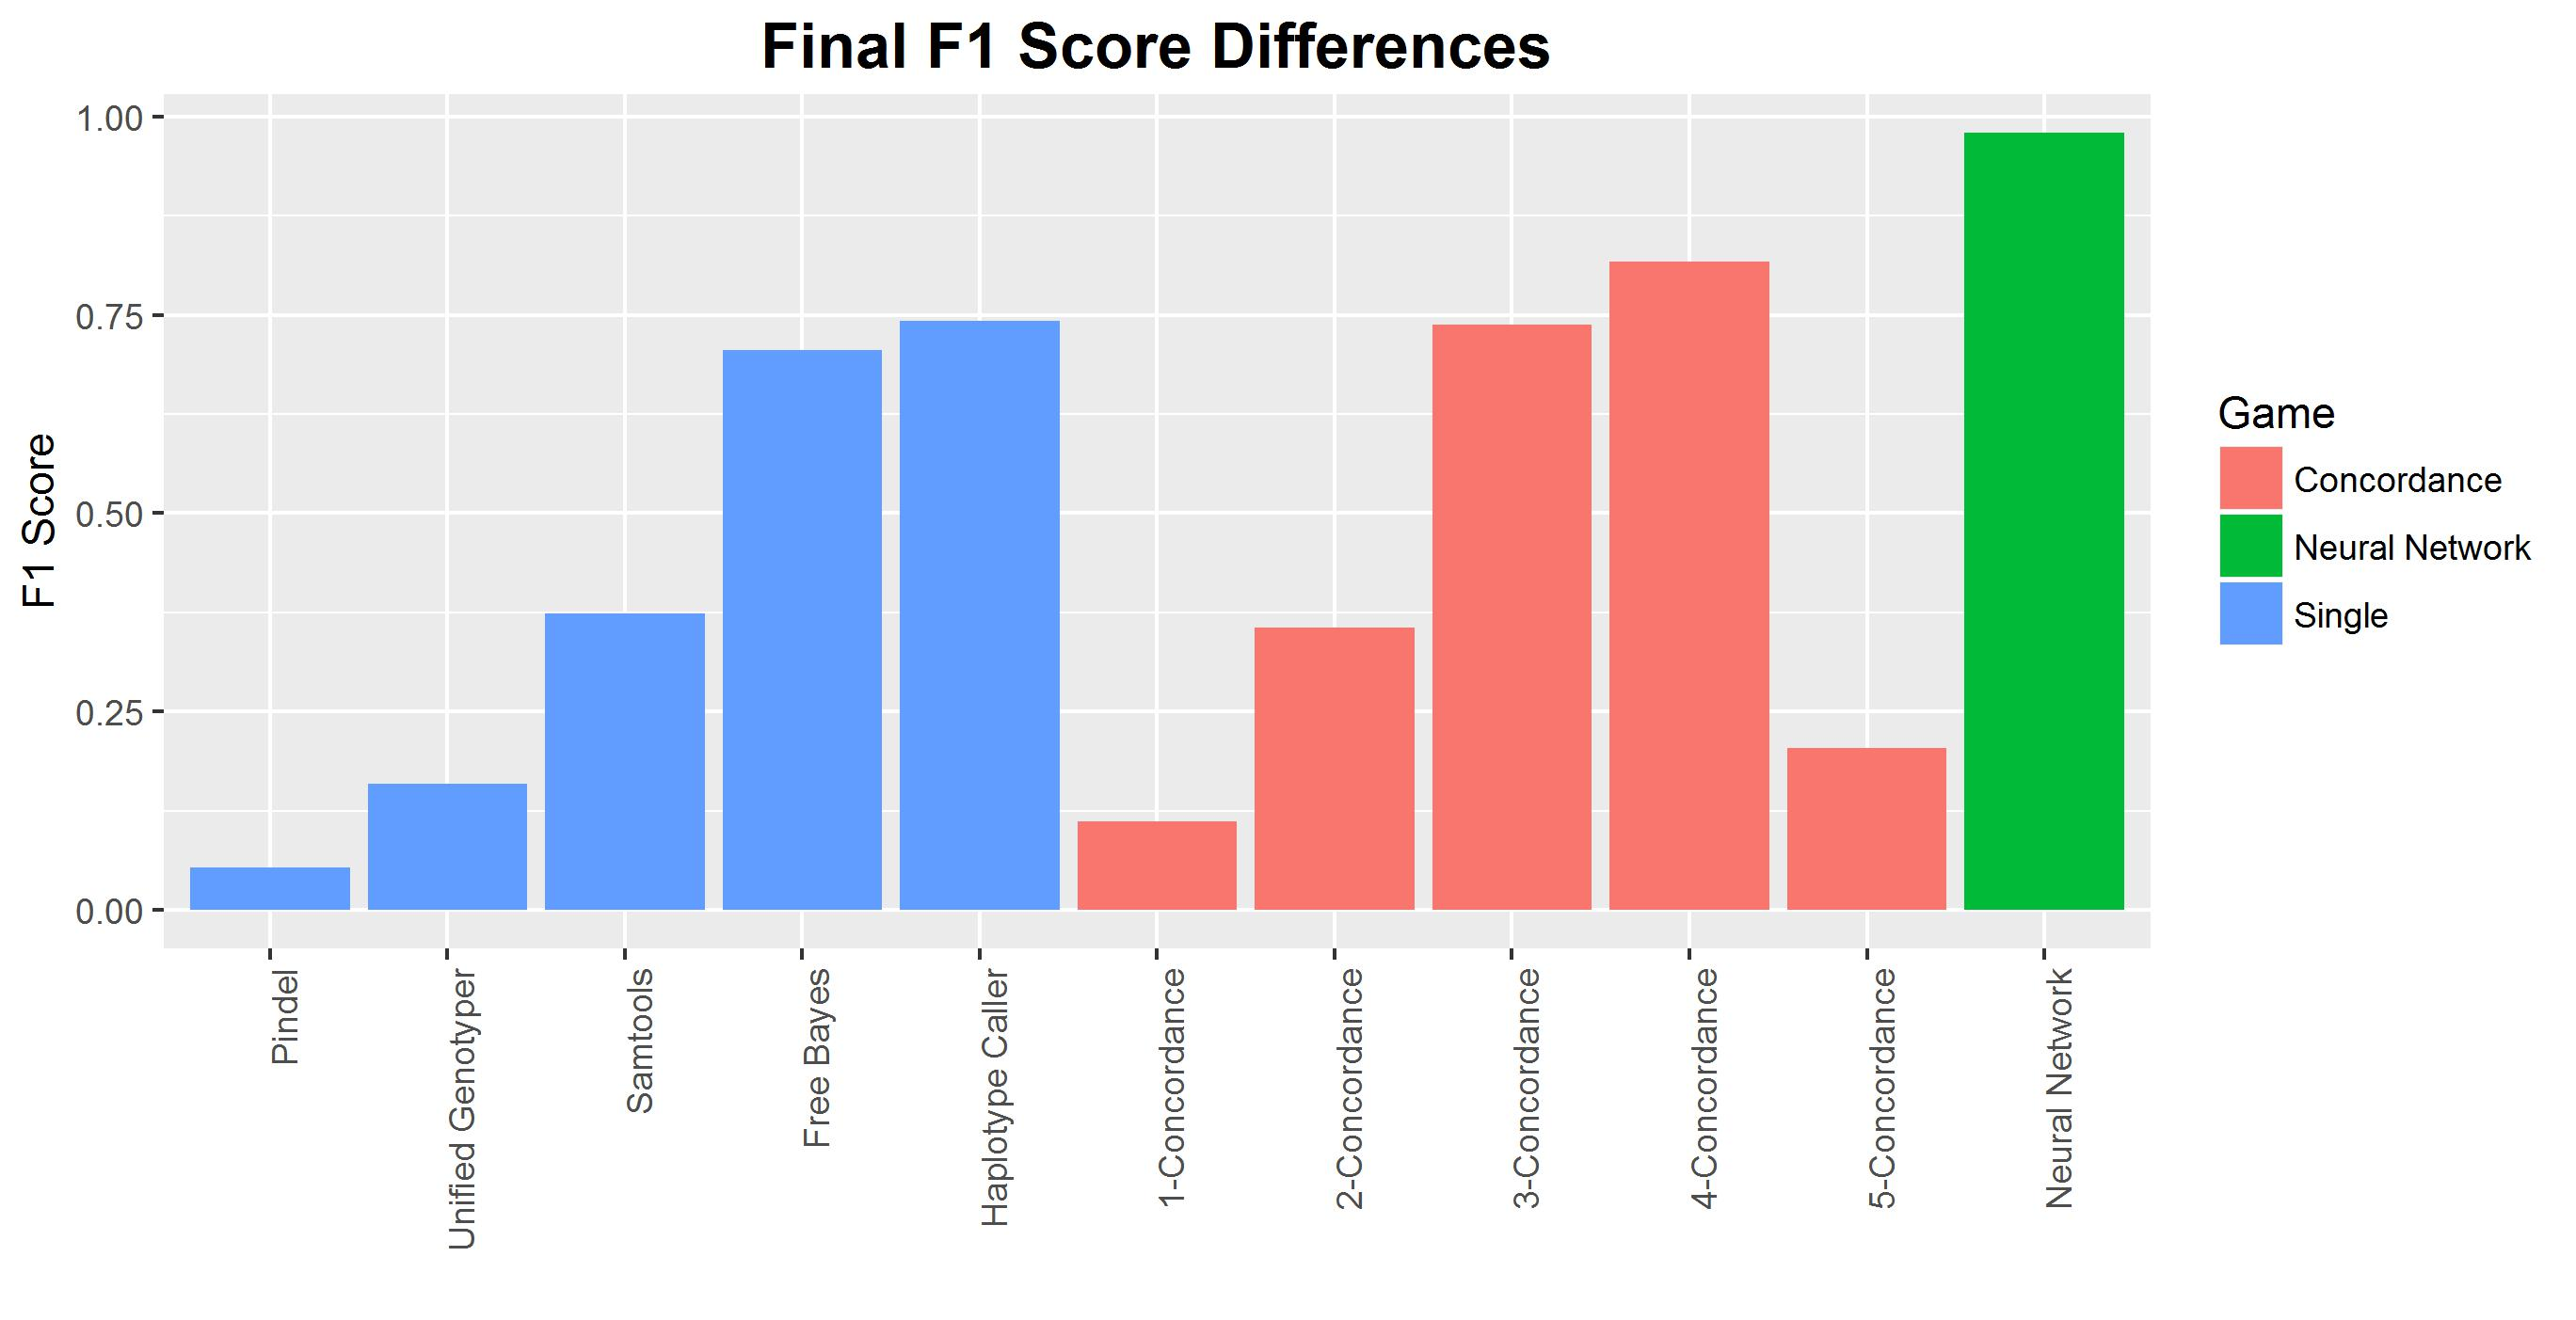 Final F1 Score Differences
F1 Score
1.00
0.75
0.50
0.25
0.00
Pindel
Unified Genotyper
Samtools
Free Bayes
Haplotype Caller
1-Concordance
2-Concordance
3-Concordance
4-Concordance
5-Concordance
Neural Network
Game
Concordance
Neural Network
Single